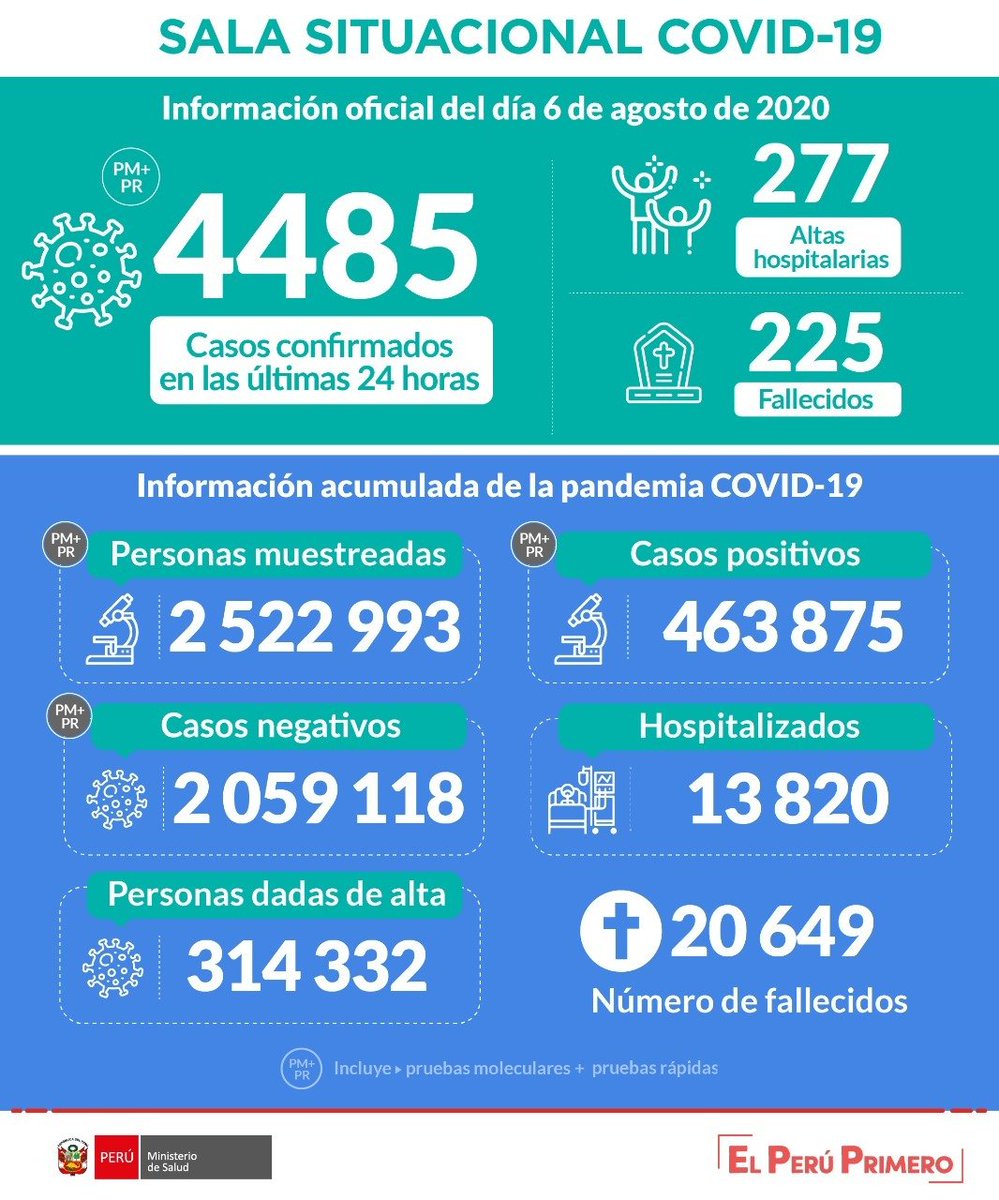 SALA SITUACIONAL COVID-19
Información oficial del día 6 de agosto de 2020
PM+
PR
4485
Casos confirmados
en las últimas 24 horas
277
Altas
hospitalarias
225
Fallecidos
Información acumulada de la pandemia COVID-19
PM+
PR
Personas muestreadas
2 522 993
PM+
PR
Casos positivos
463 875
PM+
PR
Casos negativos
2 059 118
Hospitalizados
13 820
Personas dadas de alta
314 332
20 649
Número de fallecidos
PM+
PR
Incluye ▸ pruebas moleculares + pruebas rápidas
PERÚ
Ministerio
de Salud
EL PERÚ PRIMERO